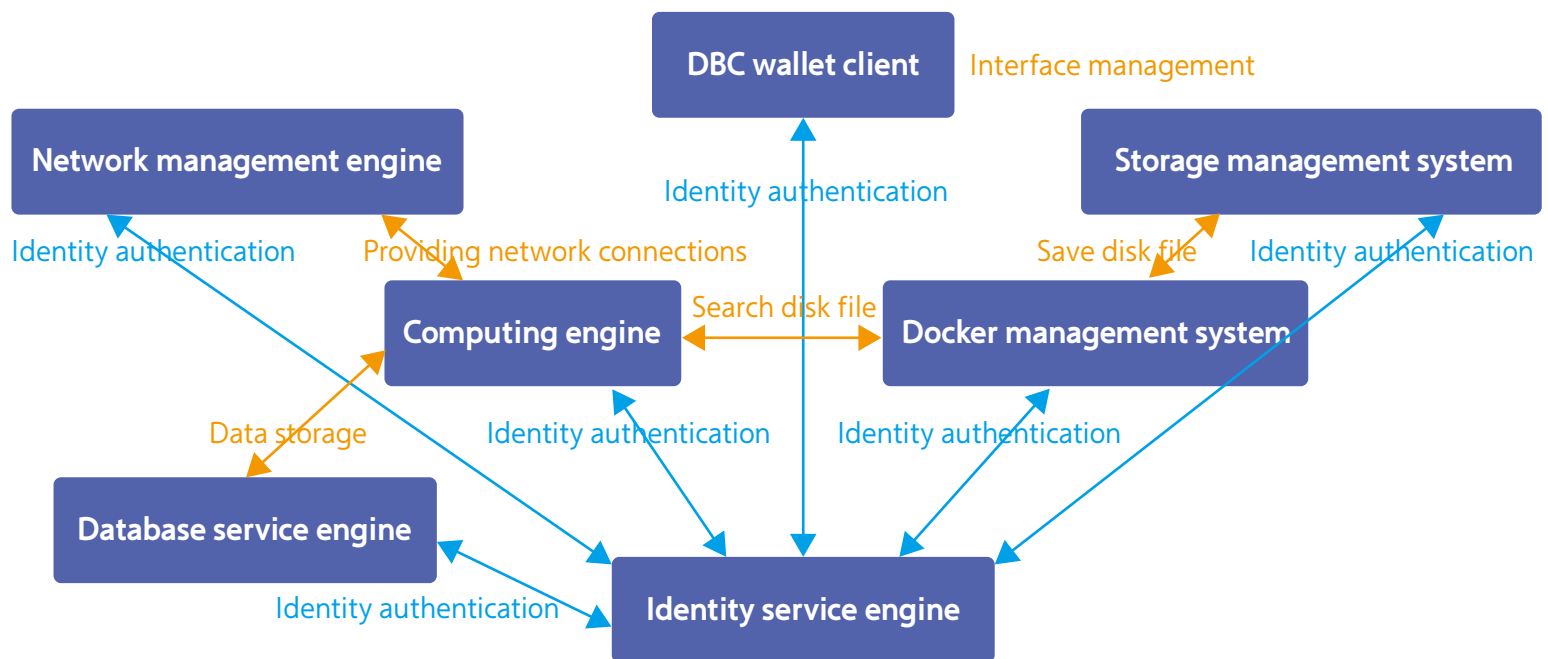 DBC wallet client
Interface management
Network management engine
Storage management system
Identity authentication
Identity authentication
Providing network connections
Save disk file
Identity authentication
Search disk file
Computing engine
Docker management system
Data storage
Identity authentication
Identity authentication
Database service engine
Identity authentication
Identity service engine